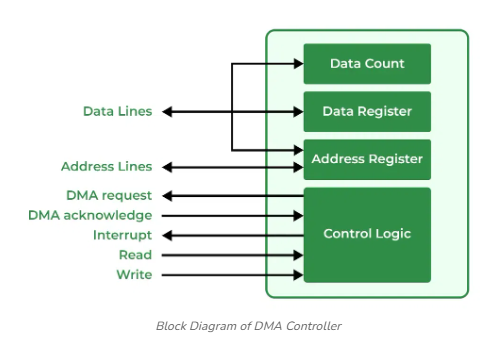 Data Count
Data Lines
Data Register
Address Register
Address Lines
DMA request
DMA acknowledge
Interrupt
Control Logic
Read
Write
Block Diagram of DMA Controller